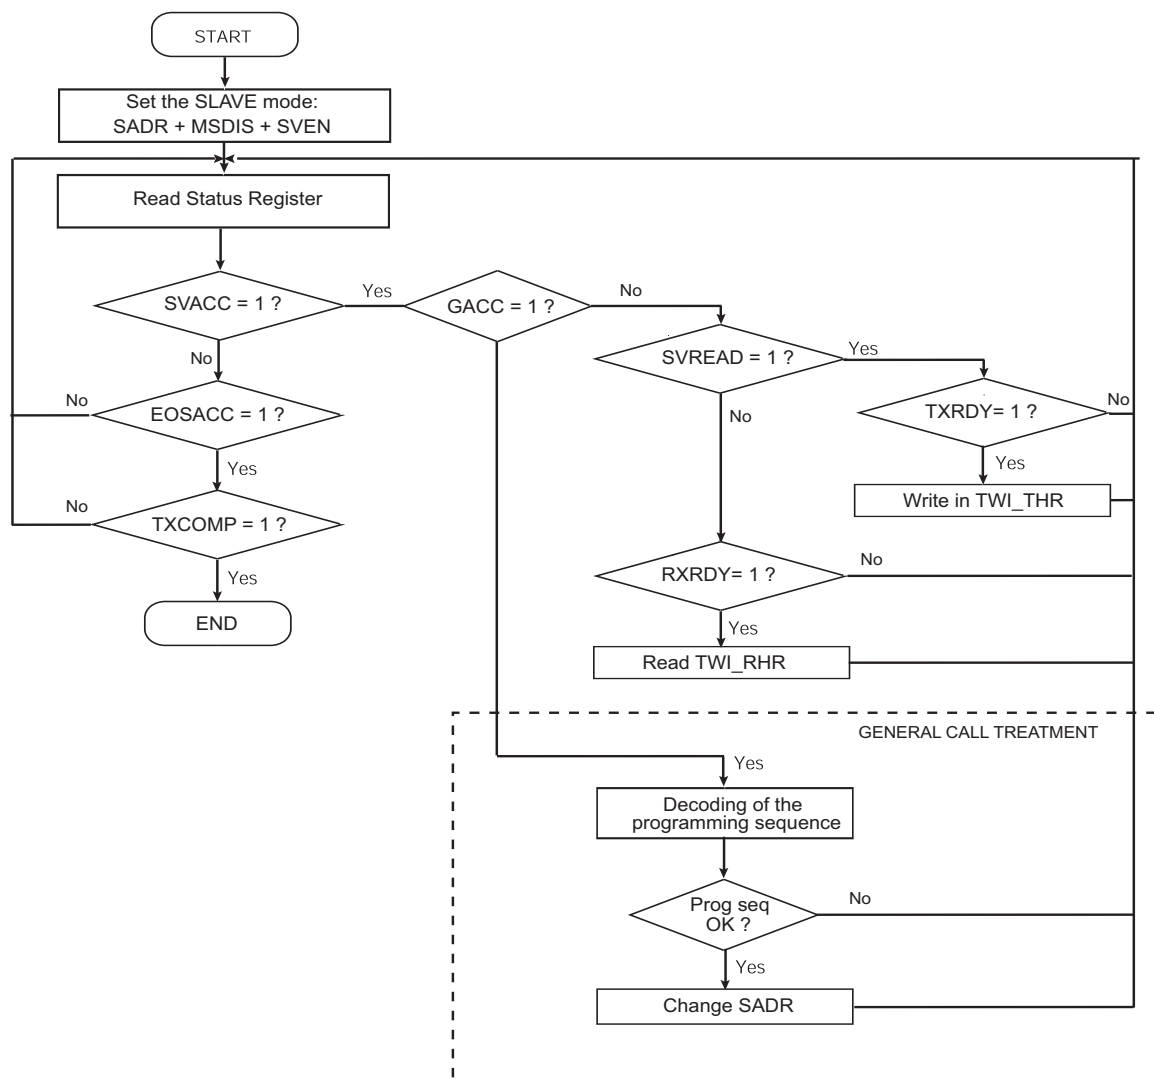 START
Set the SLAVE mode:
SADR + MSDIS + SVEN
Read Status Register
SVACC = 1 ?
Yes
GACC = 1 ?
No
SVREAD = 1 ?
Yes
TXRDY= 1 ?
No
No
EOSACC = 1 ?
No
No
Yes
Yes
Write in TWI_THR
TXCOMP = 1 ?
No
Yes
END
RXRDY= 1 ?
No
Yes
Read TWI_RHR
GENERAL CALL TREATMENT
Yes
Decoding of the
programming sequence
Prog seq
OK ?
No
Yes
Change SADR